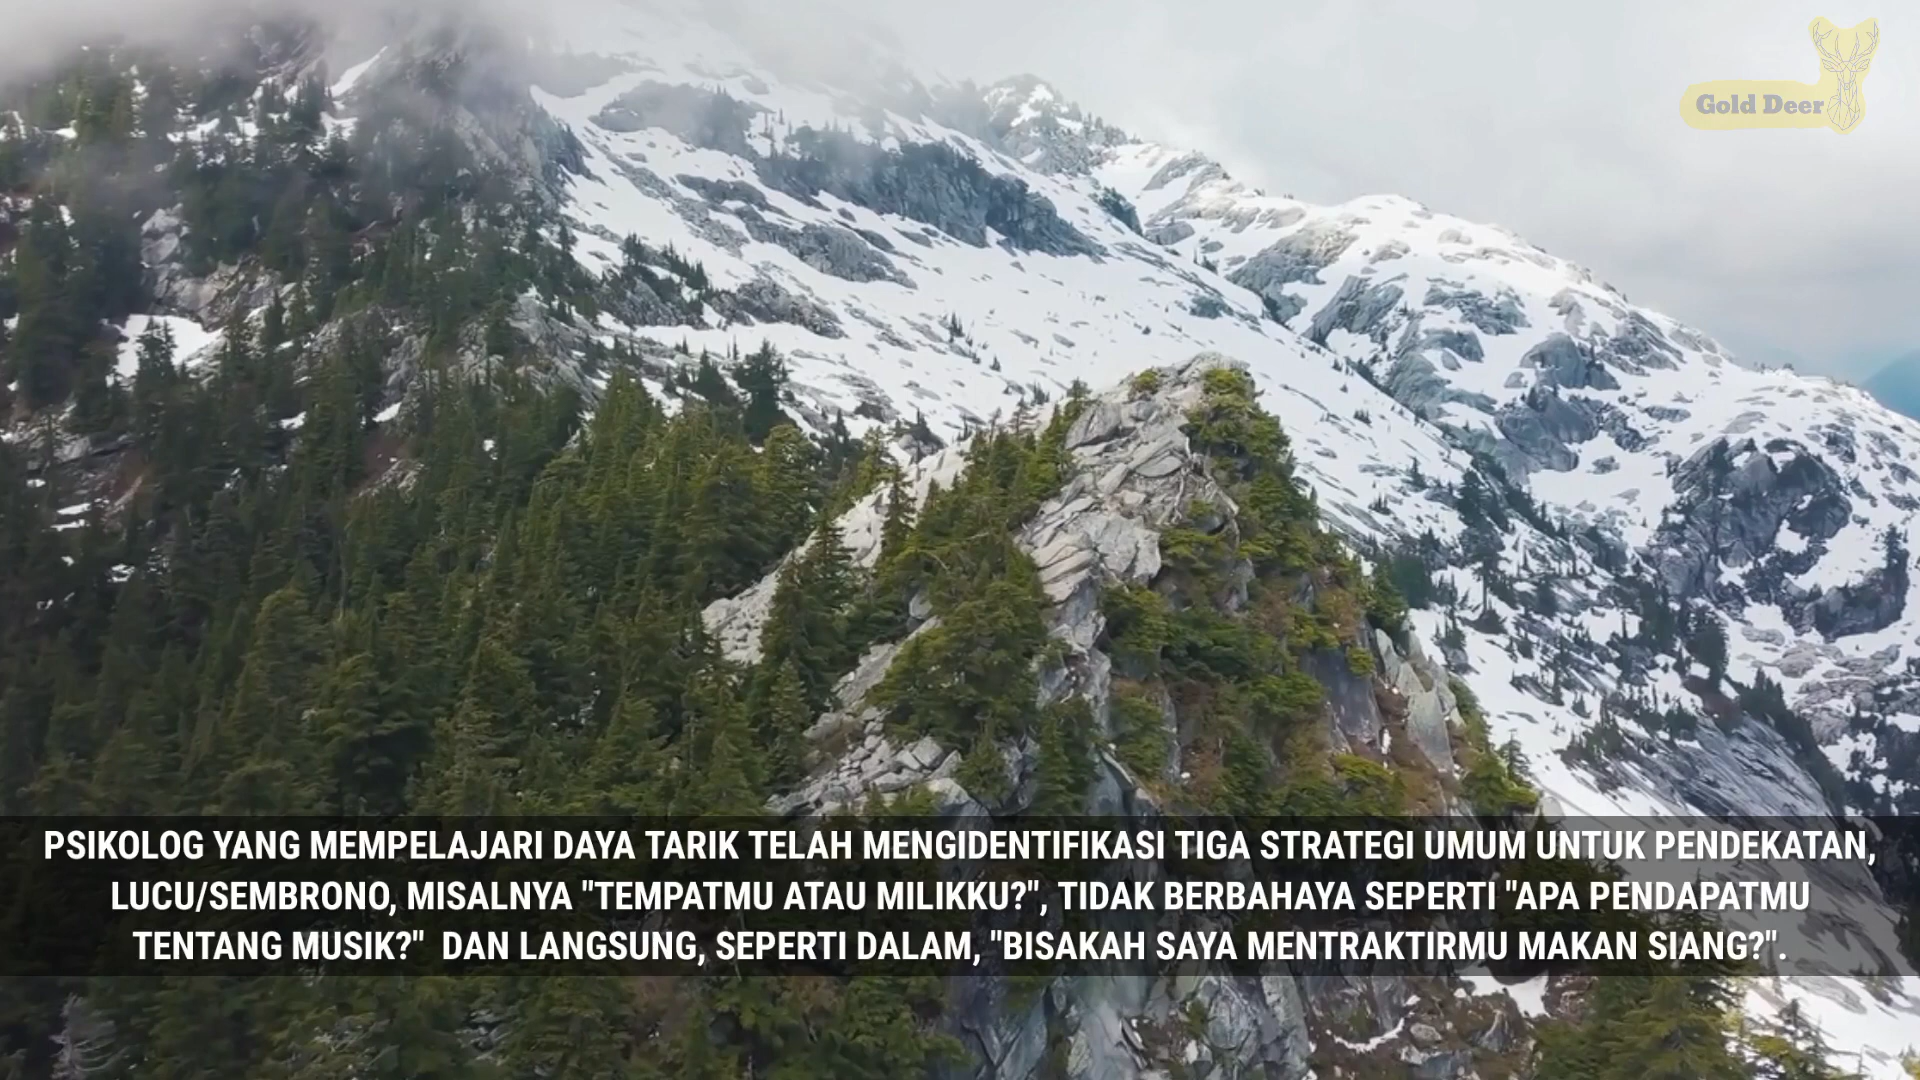 Gold Deer
PSIKOLOG YANG MEMPELAJARI DAYA TARIK TELAH MENGIDENTIFIKASI TIGA STRATEGI UMUM UNTUK PENDEKATAN,
LUCU/SEMBRONO, MISALNYA "TEMPATMU ATAU MILIKKU?", TIDAK BERBAHAYA SEPERTI "APA PENDAPATMU
TENTANG MUSIK?" DAN LANGSUNG, SEPERTI DALAM, "BISAKAH SAYA MENTRAKTIRMU MAKAN SIANG?".